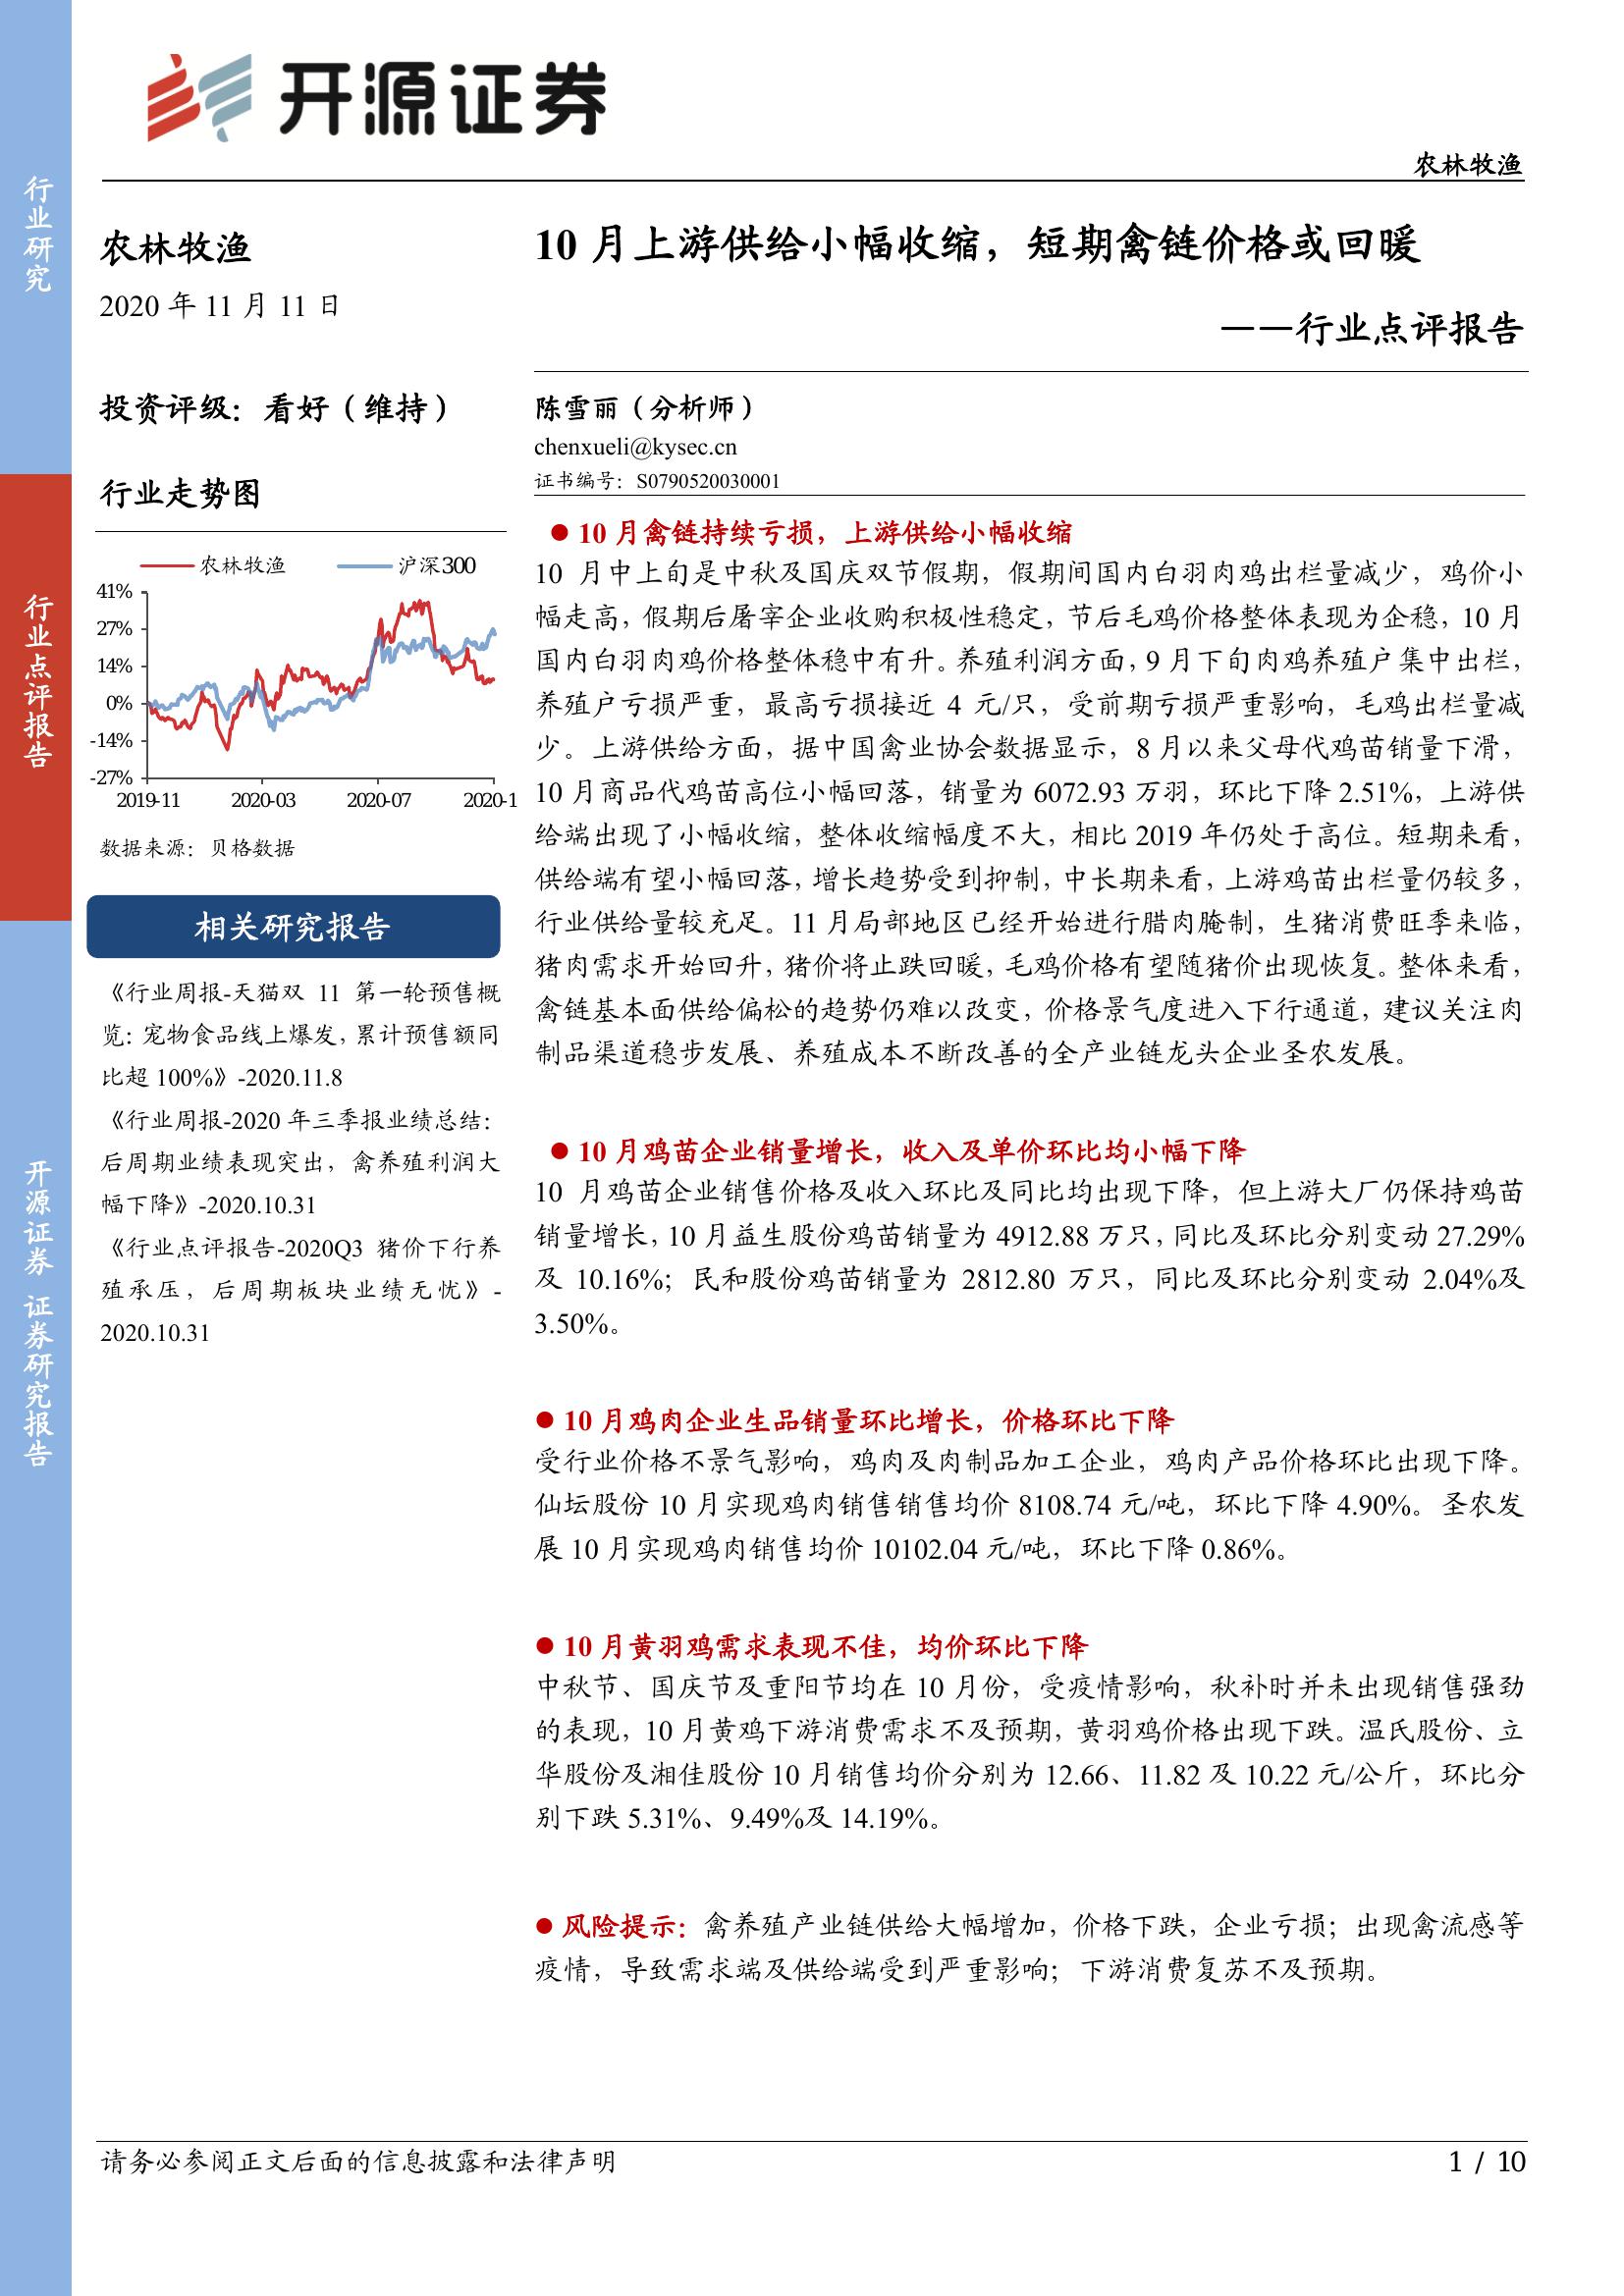 开源证券
农林牧渔
行业研究
行业点评报告
开源证券 证券研究报告
农林牧渔
2020 年 11 月 11 日
投资评级：看好（维持）
行业走势图
农林牧渔 沪深300
41%
27%
14%
0%
-14%
-27%
2019-11 2020-03 2020-07 2020-1
数据来源：贝格数据
相关研究报告
《行业周报-天猫双 11 第一轮预售概
览：宠物食品线上爆发，累计预售额同
比超 100%》-2020.11.8
《行业周报-2020 年三季报业绩总结：
后周期业绩表现突出，禽养殖利润大
幅下降》-2020.10.31
《行业点评报告-2020Q3 猪价下行养
殖承压，后周期板块业绩无忧》-
2020.10.31
10 月上游供给小幅收缩，短期禽链价格或回暖
——行业点评报告
陈雪丽（分析师）
chenxueli@kysec.cn
证书编号：S0790520030001
● 10 月禽链持续亏损，上游供给小幅收缩
10 月中上旬是中秋及国庆双节假期，假期间国内白羽肉鸡出栏量减少，鸡价小
幅走高，假期后屠宰企业收购积极性稳定，节后毛鸡价格整体表现为企稳，10 月
国内白羽肉鸡价格整体稳中有升。养殖利润方面，9 月下旬肉鸡养殖户集中出栏，
养殖户亏损严重，最高亏损接近 4 元/只，受前期亏损严重影响，毛鸡出栏量减
少。上游供给方面，据中国禽业协会数据显示，8 月以来父母代鸡苗销量下滑，
10 月商品代鸡苗高位小幅回落，销量为 6072.93 万羽，环比下降 2.51%，上游供
给端出现了小幅收缩，整体收缩幅度不大，相比 2019 年仍处于高位。短期来看，
供给端有望小幅回落，增长趋势受到抑制，中长期来看，上游鸡苗出栏量仍较多，
行业供给量较充足。11 月局部地区已经开始进行腊肉腌制，生猪消费旺季来临，
猪肉需求开始回升，猪价将止跌回暖，毛鸡价格有望随猪价出现恢复。整体来看，
禽链基本面供给偏松的趋势仍难以改变，价格景气度进入下行通道，建议关注肉
制品渠道稳步发展、养殖成本不断改善的全产业链龙头企业圣农发展。
● 10 月鸡苗企业销量增长，收入及单价环比均小幅下降
10 月鸡苗企业销售价格及收入环比及同比均出现下降，但上游大厂仍保持鸡苗
销量增长，10 月益生股份鸡苗销量为 4912.88 万只，同比及环比分别变动 27.29%
及 10.16%；民和股份鸡苗销量为 2812.80 万只，同比及环比分别变动 2.04%及
3.50%。
● 10 月鸡肉企业生品销量环比增长，价格环比下降
受行业价格不景气影响，鸡肉及肉制品加工企业，鸡肉产品价格环比出现下降。
仙坛股份 10 月实现鸡肉销售销售均价 8108.74 元/吨，环比下降 4.90%。圣农发
展 10 月实现鸡肉销售均价 10102.04 元/吨，环比下降 0.86%。
● 10 月黄羽鸡需求表现不佳，均价环比下降
中秋节、国庆节及重阳节均在 10 月份，受疫情影响，秋补时并未出现销售强劲
的表现，10 月黄鸡下游消费需求不及预期，黄羽鸡价格出现下跌。温氏股份、立
华股份及湘佳股份 10 月销售均价分别为 12.66、11.82 及 10.22 元/公斤，环比分
别下跌 5.31%、9.49%及 14.19%。
● 风险提示：禽养殖产业链供给大幅增加，价格下跌，企业亏损；出现禽流感等
疫情，导致需求端及供给端受到严重影响；下游消费复苏不及预期。
请务必参阅正文后面的信息披露和法律声明
1 / 10